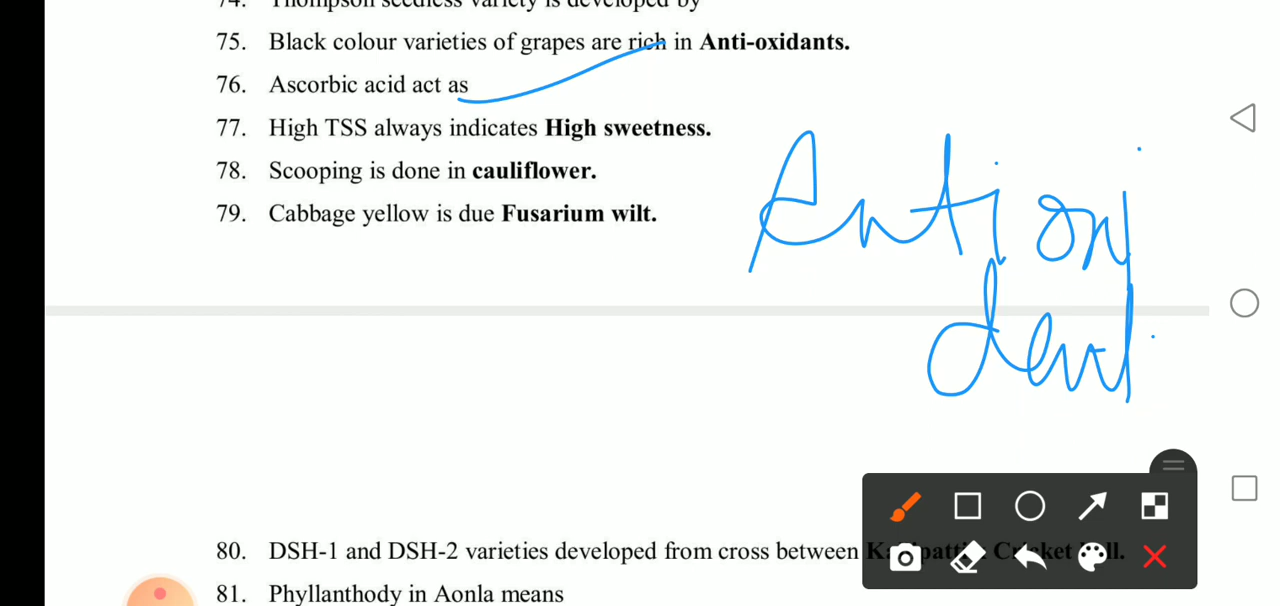 74. Thompson seedless variety is developed by
75. Black colour varieties of grapes are rich in Anti-oxidants.
76. Ascorbic acid act as
77. High TSS always indicates High sweetness.
78. Scooping is done in cauliflower.
79. Cabbage yellow is due Fusarium wilt.
Anti
80. DSH-1 and DSH-2 varieties developed from cross between
81. Phyllanthody in Aonla means